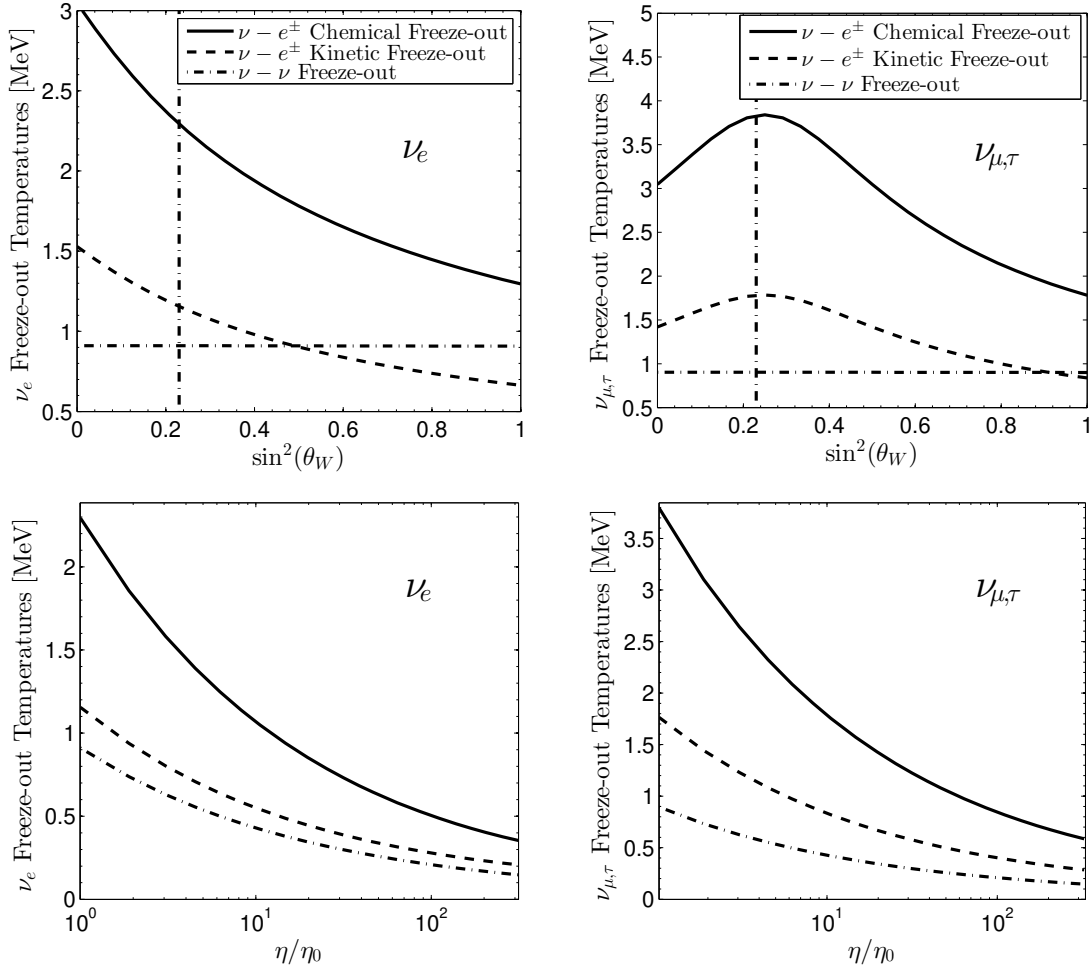 ν − e± Chemical Freeze-out
ν − e± Kinetic Freeze-out
ν − ν Freeze-out
νe
νe Freeze-out Temperatures [MeV]
3
2.5
2
1.5
1
0.5
0 0.2 0.4 0.6 0.8 1
sin²(θW)
ν − e± Chemical Freeze-out
ν − e± Kinetic Freeze-out
ν − ν Freeze-out
νμ,τ
νμ,τ Freeze-out Temperatures [MeV]
5
4.5
4
3.5
3
2.5
2
1.5
1
0.5
0 0.2 0.4 0.6 0.8 1
sin²(θW)
νe
νe Freeze-out Temperatures [MeV]
2
1.5
1
0.5
0
10⁰ 10¹ 10²
η/η0
νμ,τ
νμ,τ Freeze-out Temperatures [MeV]
3.5
3
2.5
2
1.5
1
0.5
0
10¹ 10²
η/η0